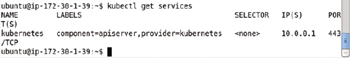 ubuntu@ip-172-30-1-39:~$ kubectl get services
NAME LABELS SELECTOR IP(S) POR
T(S)
kubernetes component=apiserver,provider=kubernetes <none> 10.0.0.1 443
/TCP
ubuntu@ip-172-30-1-39:~$